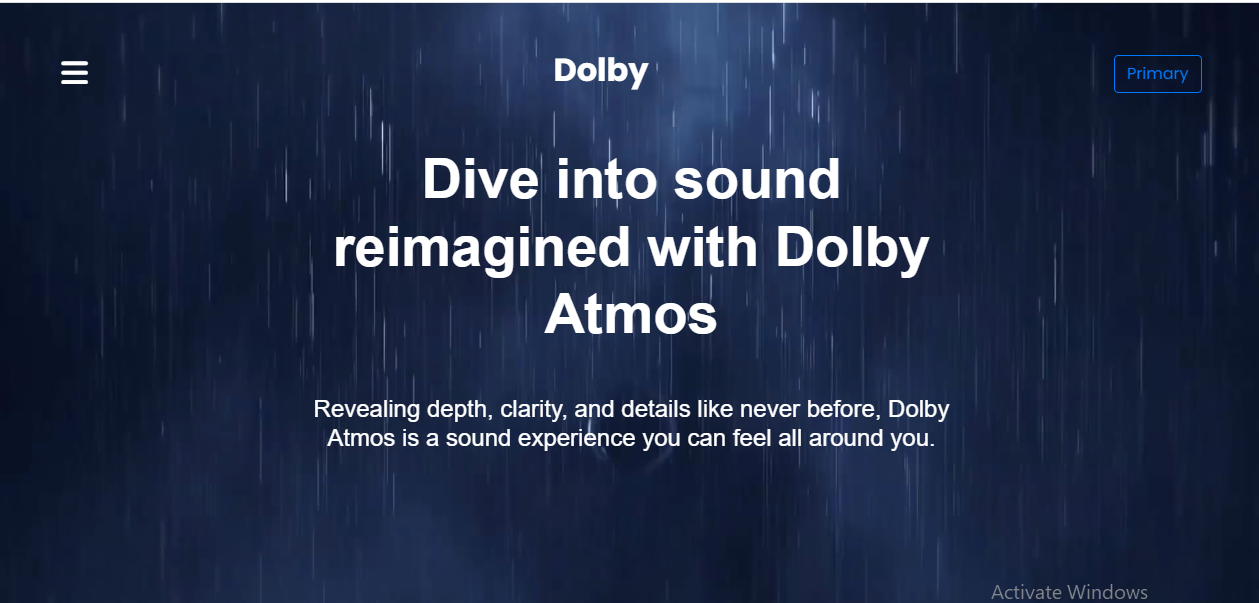 Dolby
Primary
Dive into sound
reimagined with Dolby
Atmos
Revealing depth, clarity, and details like never before, Dolby
Atmos is a sound experience you can feel all around you.
Activate Windows